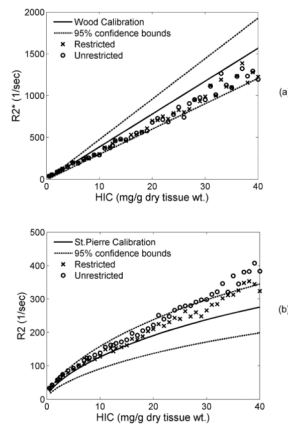 2000
1500
1000
500
0
0 10 20 30 40
R2* (1/sec)
HIC (mg/g dry tissue wt.)
Wood Calibration
95% confidence bounds
Restricted
Unrestricted
(a)
500
400
300
200
100
0
0 10 20 30 40
R2 (1/sec)
HIC (mg/g dry tissue wt.)
St.Pierre Calibration
95% confidence bounds
Restricted
Unrestricted
(b)